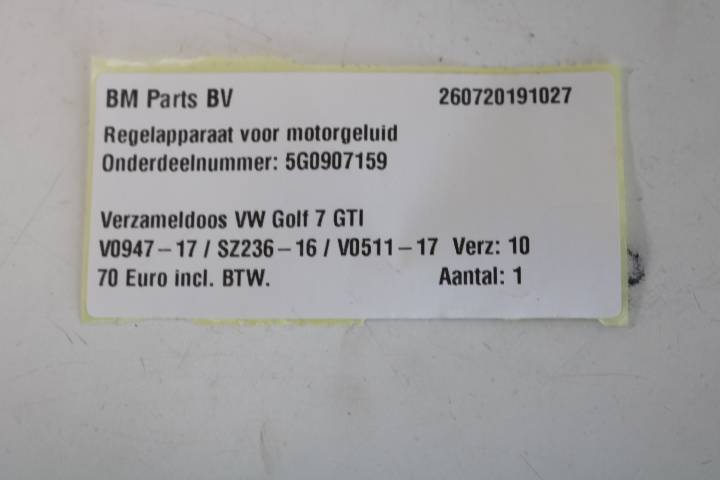 BM Parts BV 260720191027
Regelapparaat voor motorgeluid
Onderdeelnummer: 5G0907159
Verzameldoos VW Golf 7 GTI
V0947-17 / SZ236-16 / V0511-17 Verz: 10
70 Euro incl. BTW. Aantal: 1